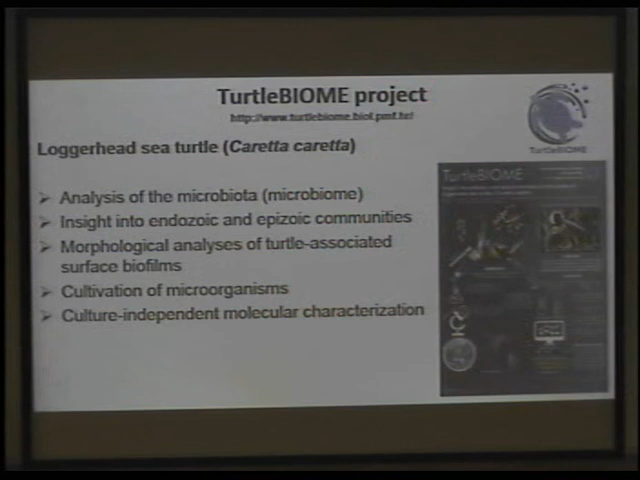 TurtleBIOME project
http://www.turtlebiome.biol.pmf.hr/
Loggerhead sea turtle (Caretta caretta)
➢ Analysis of the microbiota (microbiome)
➢ Insight into endozoic and epizoic communities
➢ Morphological analyses of turtle-associated
surface biofilms
➢ Cultivation of microorganisms
➢ Culture-independent molecular characterization
TurtleBIOME
TurtleBIOME